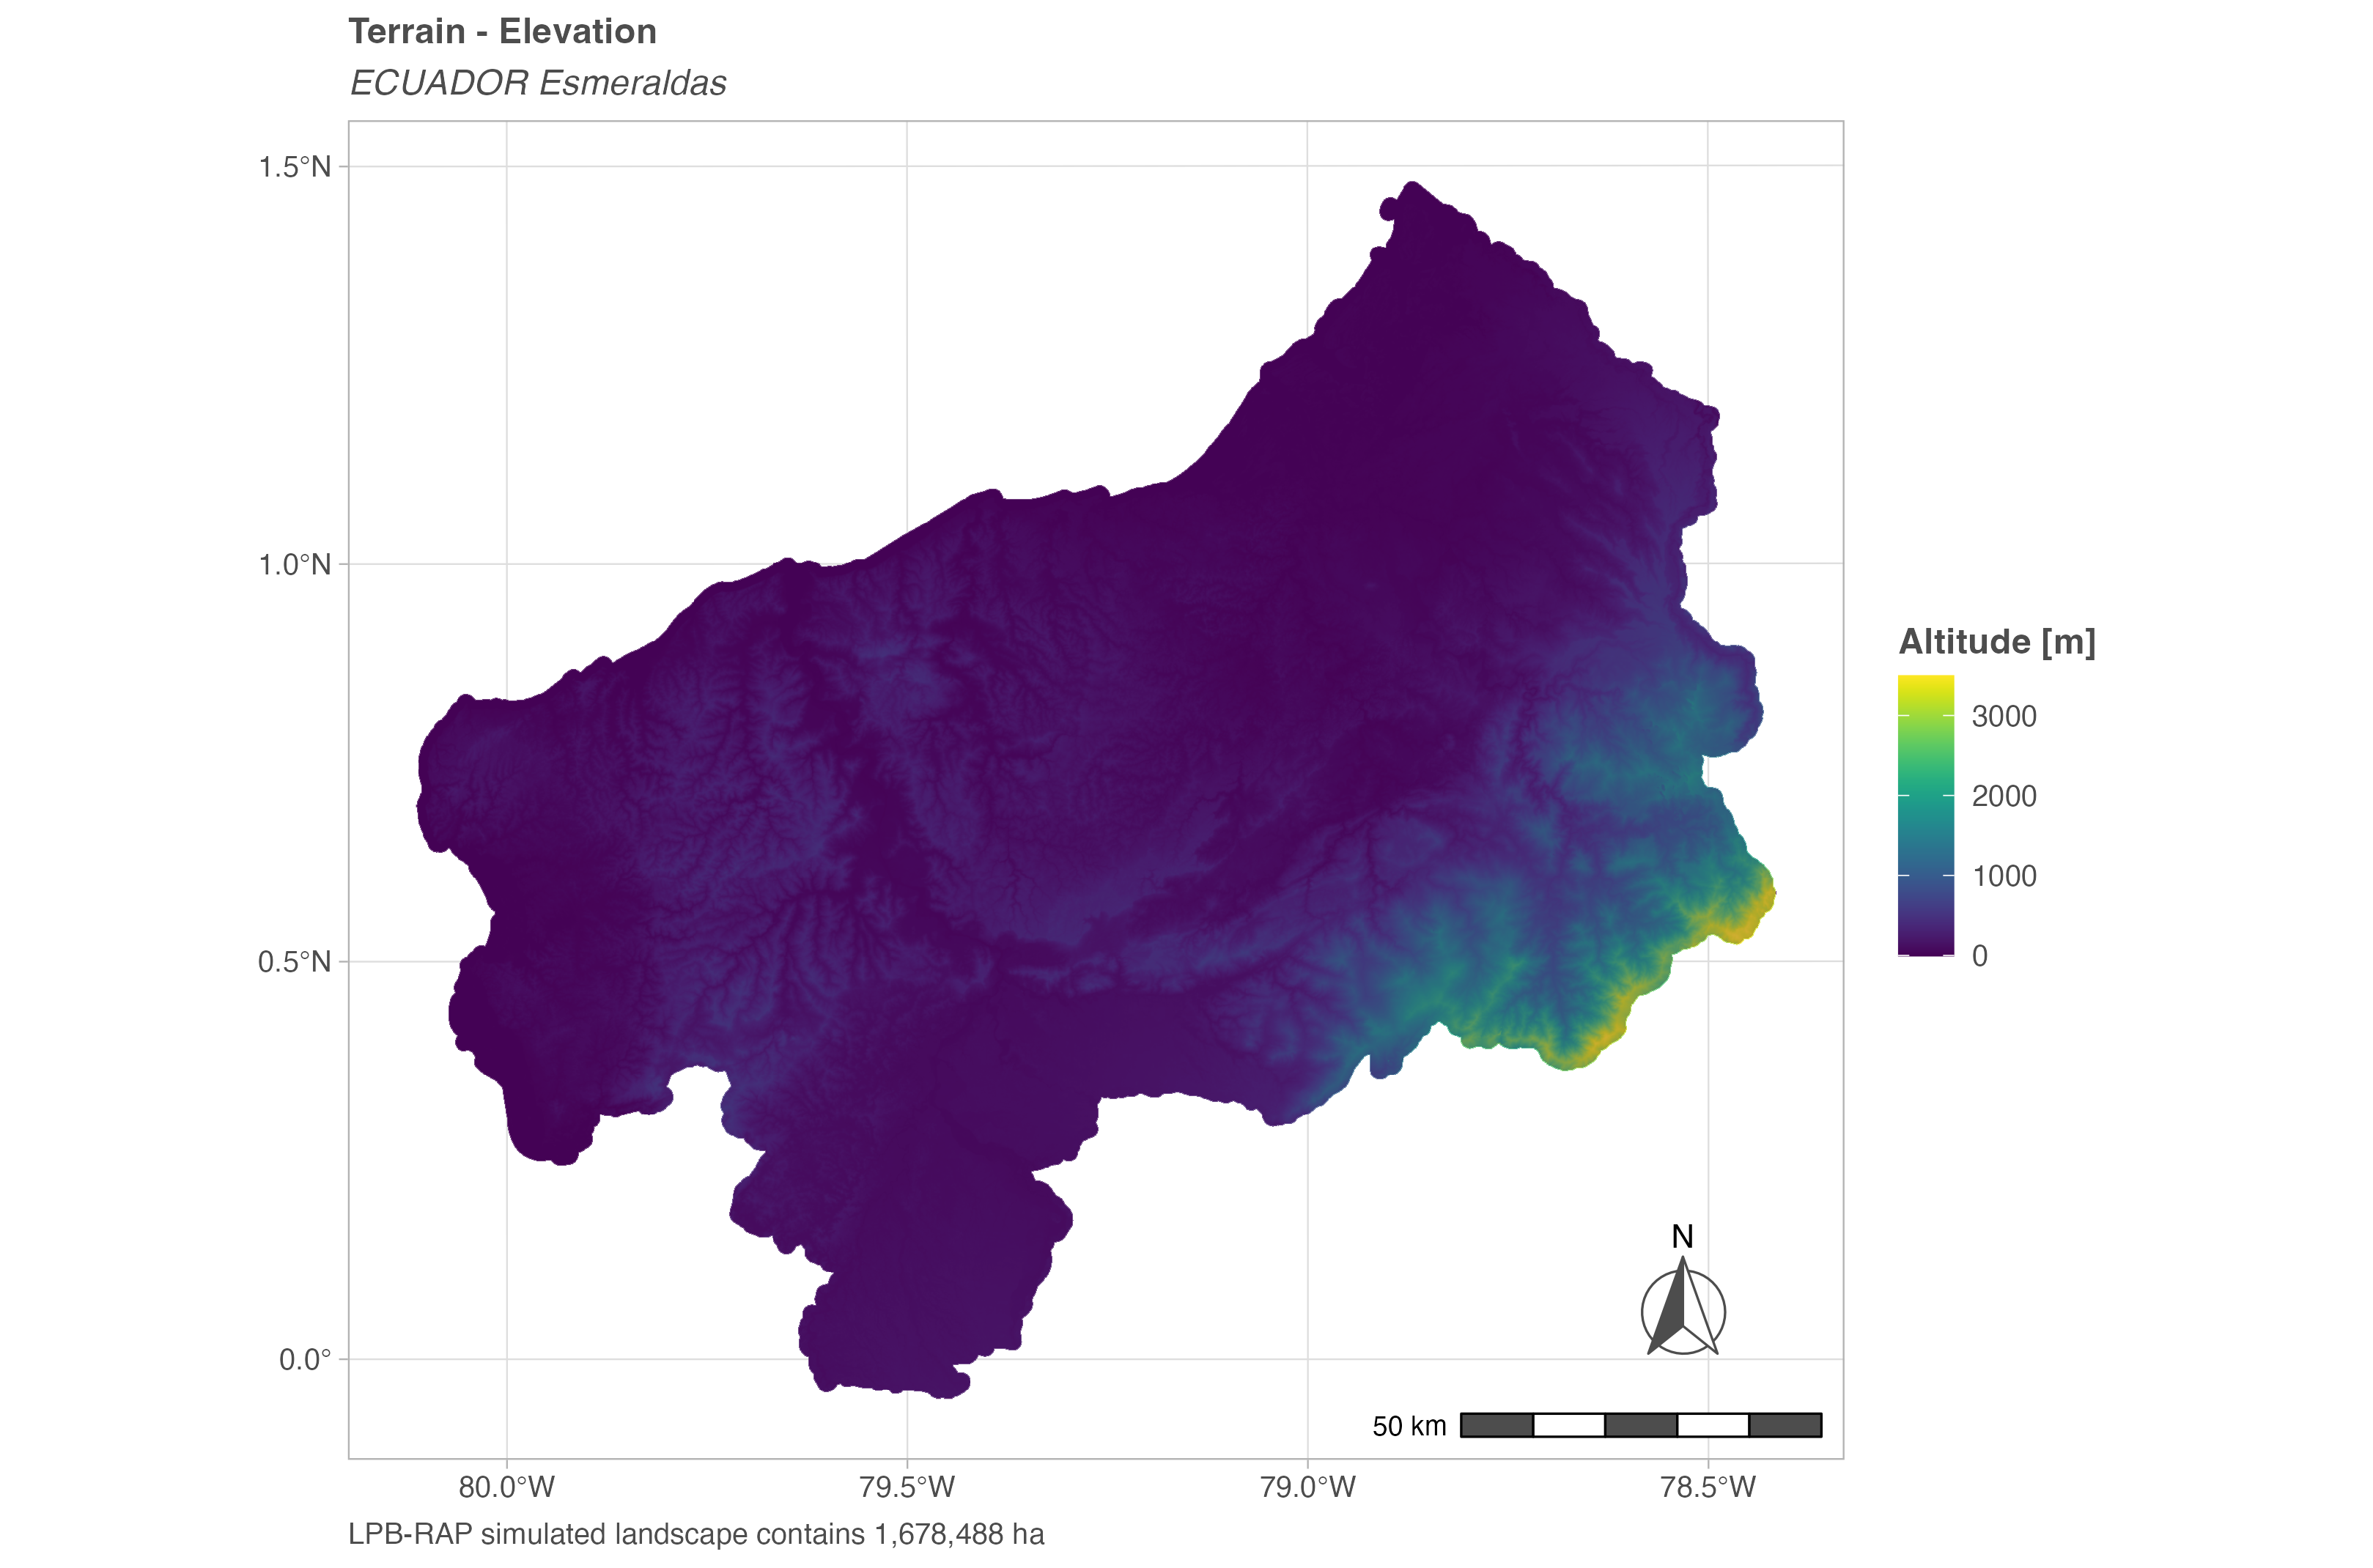 Terrain - Elevation
ECUADOR Esmeraldas
1.5°N
1.0°N
0.5°N
0.0°
80.0°W
79.5°W
79.0°W
78.5°W
N
50 km
Altitude [m]
3000
2000
1000
0
LPB-RAP simulated landscape contains 1,678,488 ha